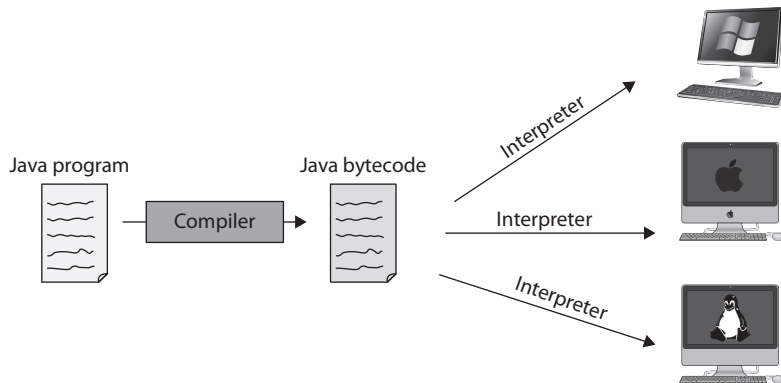 Java program
Compiler
Java bytecode
Interpreter
Interpreter
Interpreter